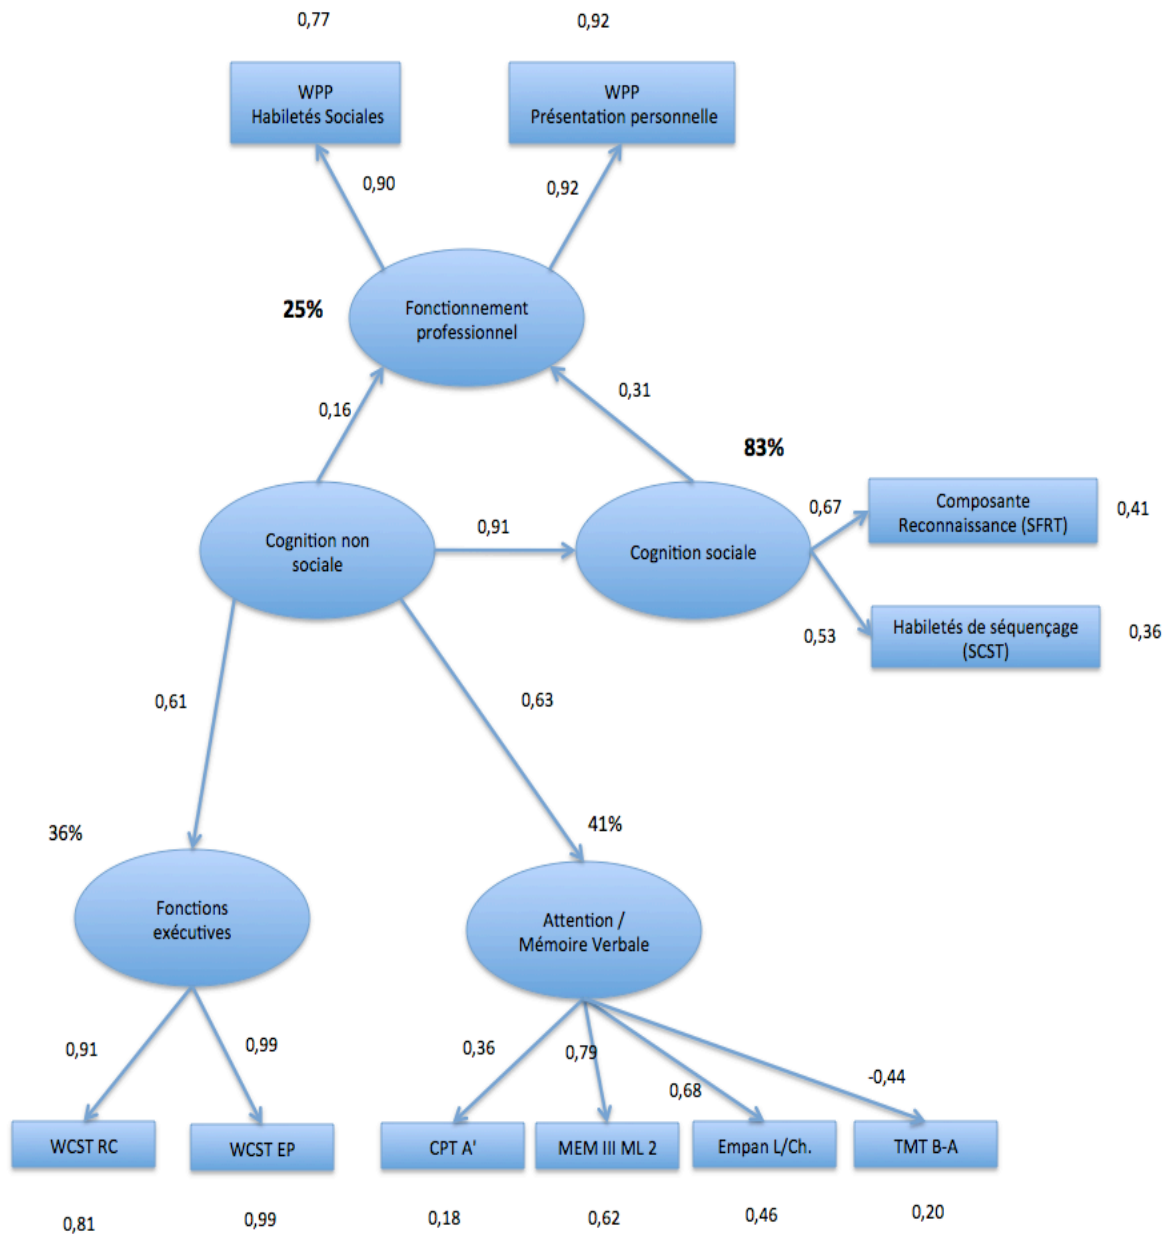 0,77
0,92
WPP
Habiletés Sociales
WPP
Présentation personnelle
0,90
0,92
25%
Fonctionnement
professionnel
0,16
0,31
83%
Cognition non
sociale
0,91
Cognition sociale
0,67
Composante
Reconnaissance (SFRT)
0,41
0,53
Habiletés de séquençage
(SCST)
0,36
0,61
0,63
36%
41%
Fonctions
exécutives
Attention /
Mémoire Verbale
0,91
0,99
0,36
0,79
0,68
-0,44
WCST RC
WCST EP
CPT A'
MEM III ML 2
Empan L/Ch.
TMT B-A
0,81
0,99
0,18
0,62
0,46
0,20